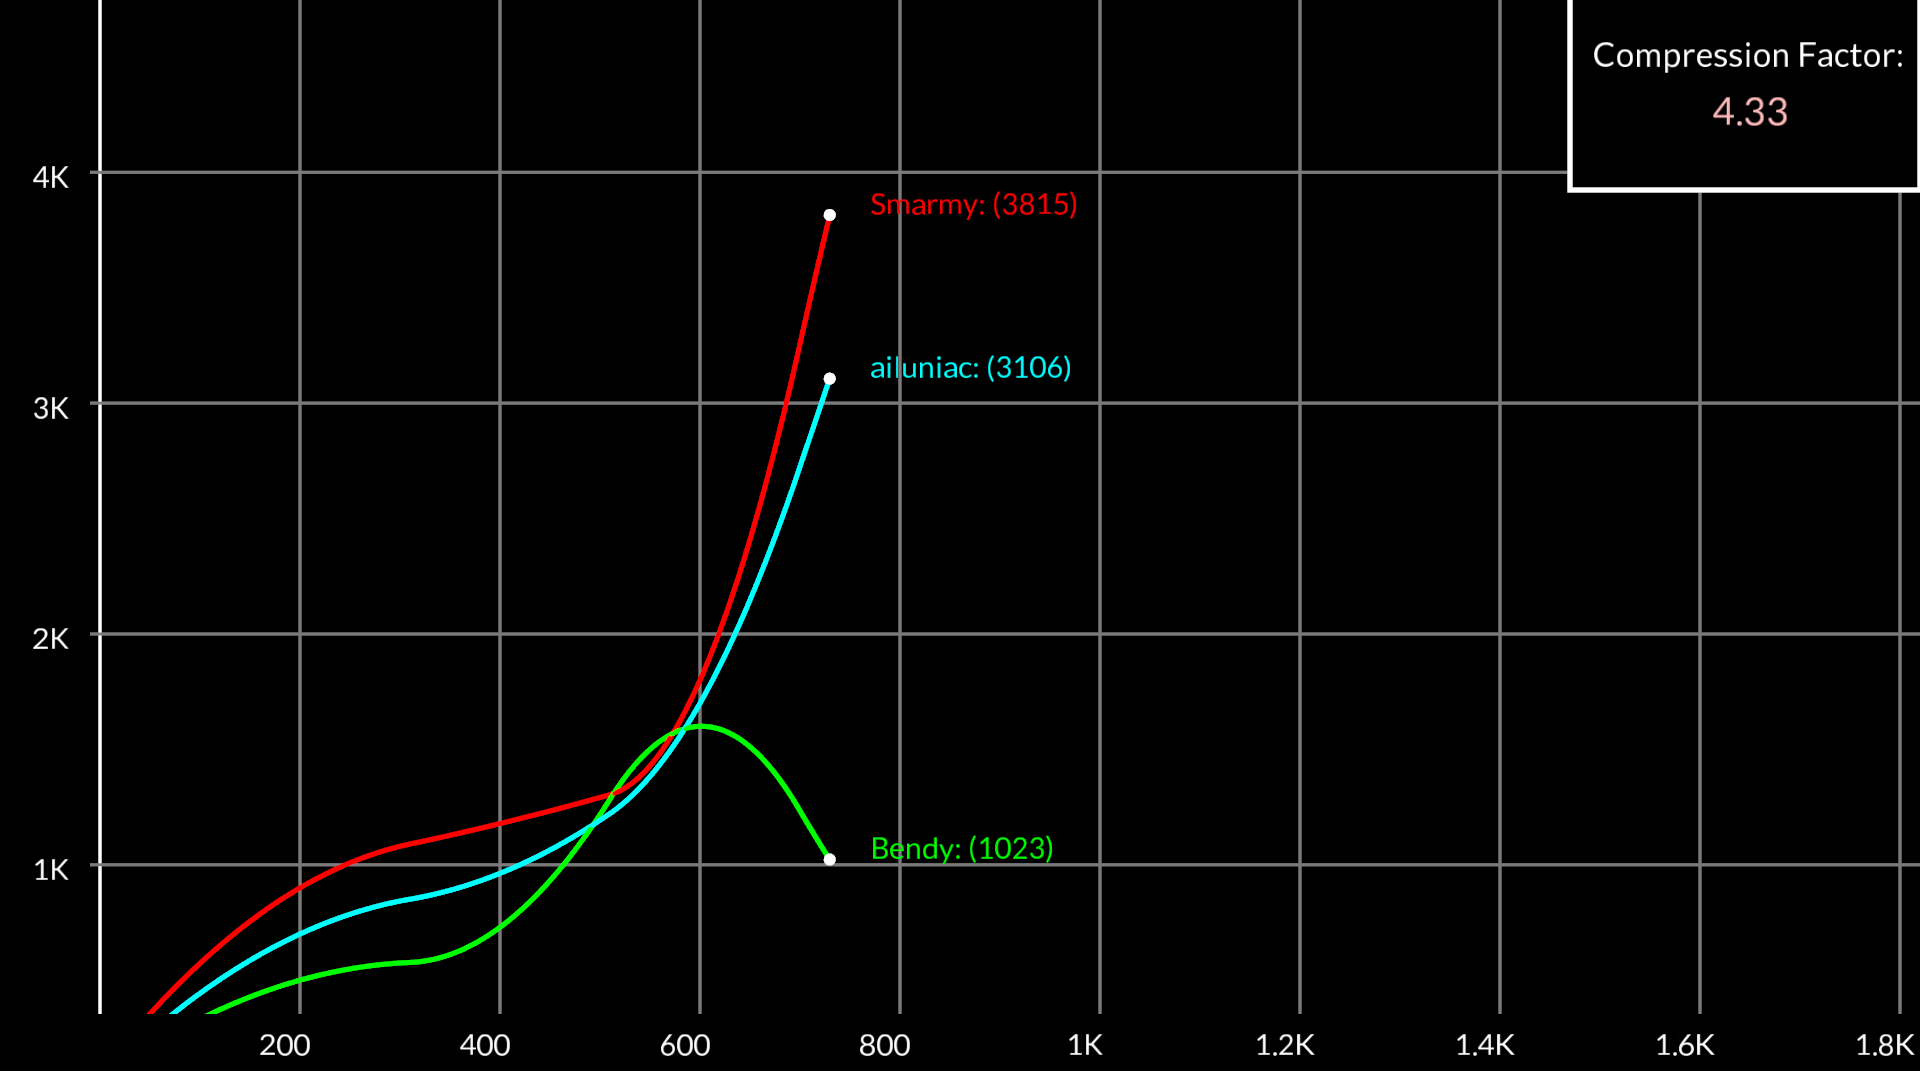 Compression Factor:
4.33
4K
Smarmy: (3815)
ailuniac: (3106)
3K
2K
Bendy: (1023)
1K
200 400 600 800 1K 1.2K 1.4K 1.6K 1.8K